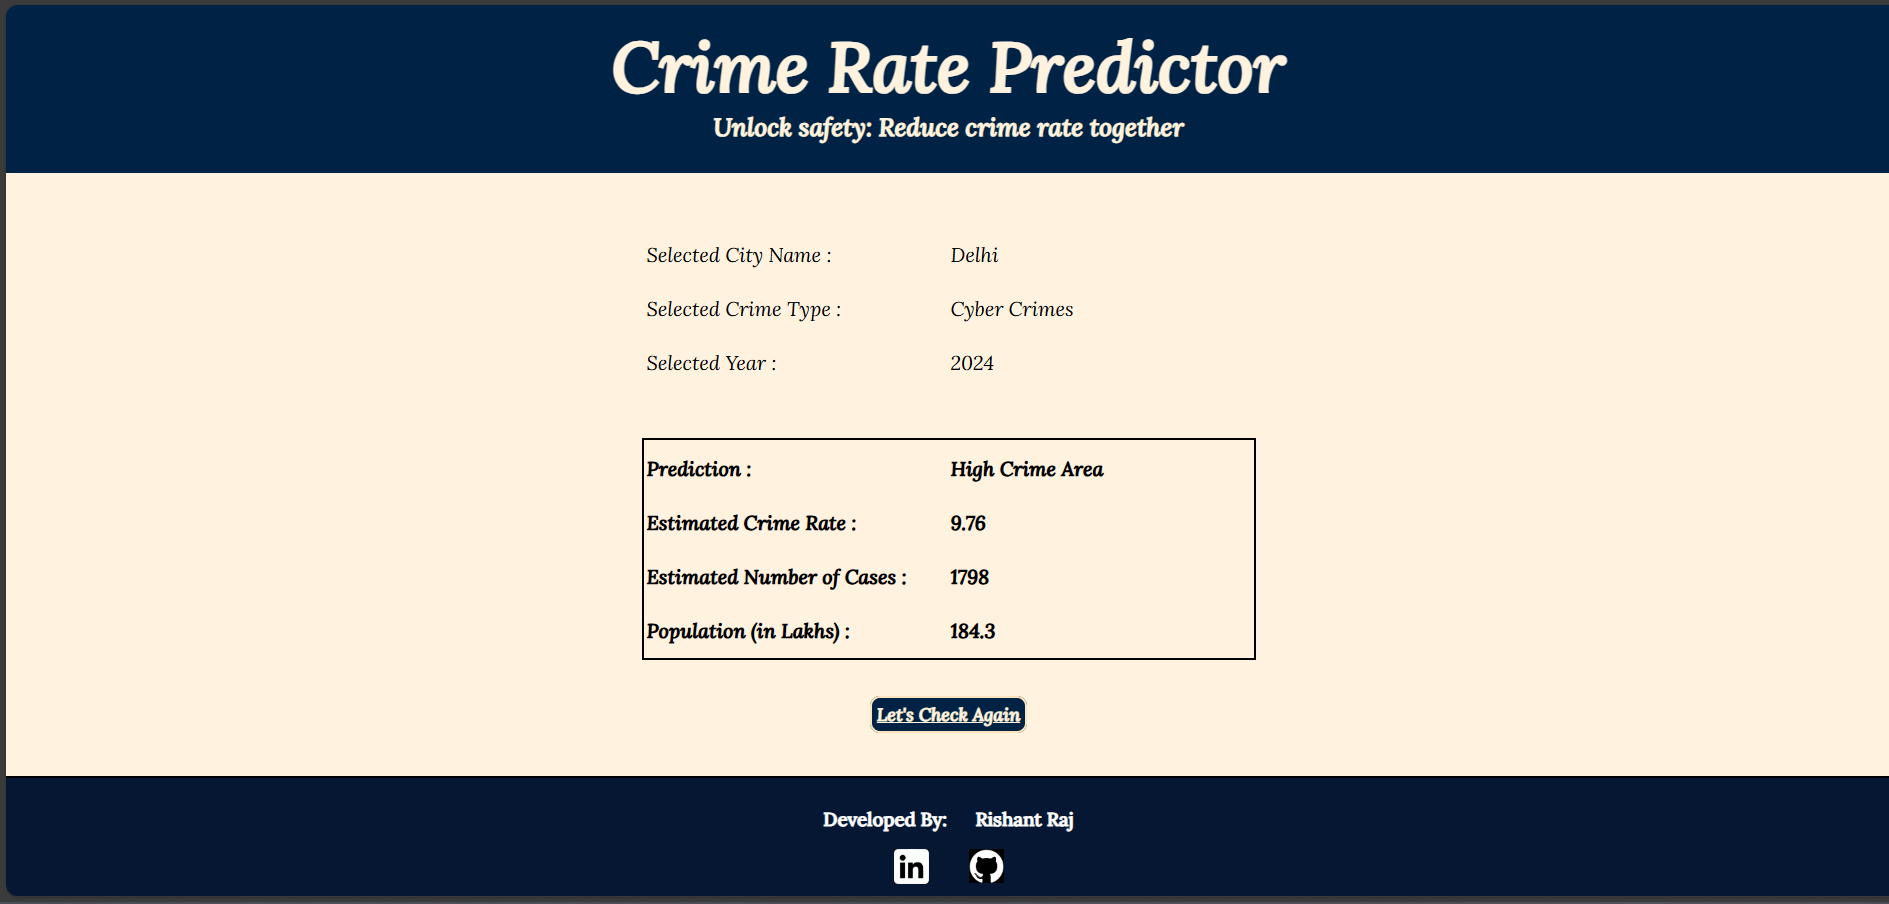 Crime Rate Predictor
Unlock safety: Reduce crime rate together
Selected City Name : Delhi
Selected Crime Type : Cyber Crimes
Selected Year : 2024
Prediction : High Crime Area
Estimated Crime Rate : 9.76
Estimated Number of Cases : 1798
Population (in Lakhs) : 184.3
Let's Check Again
Developed By: Rishant Raj
in